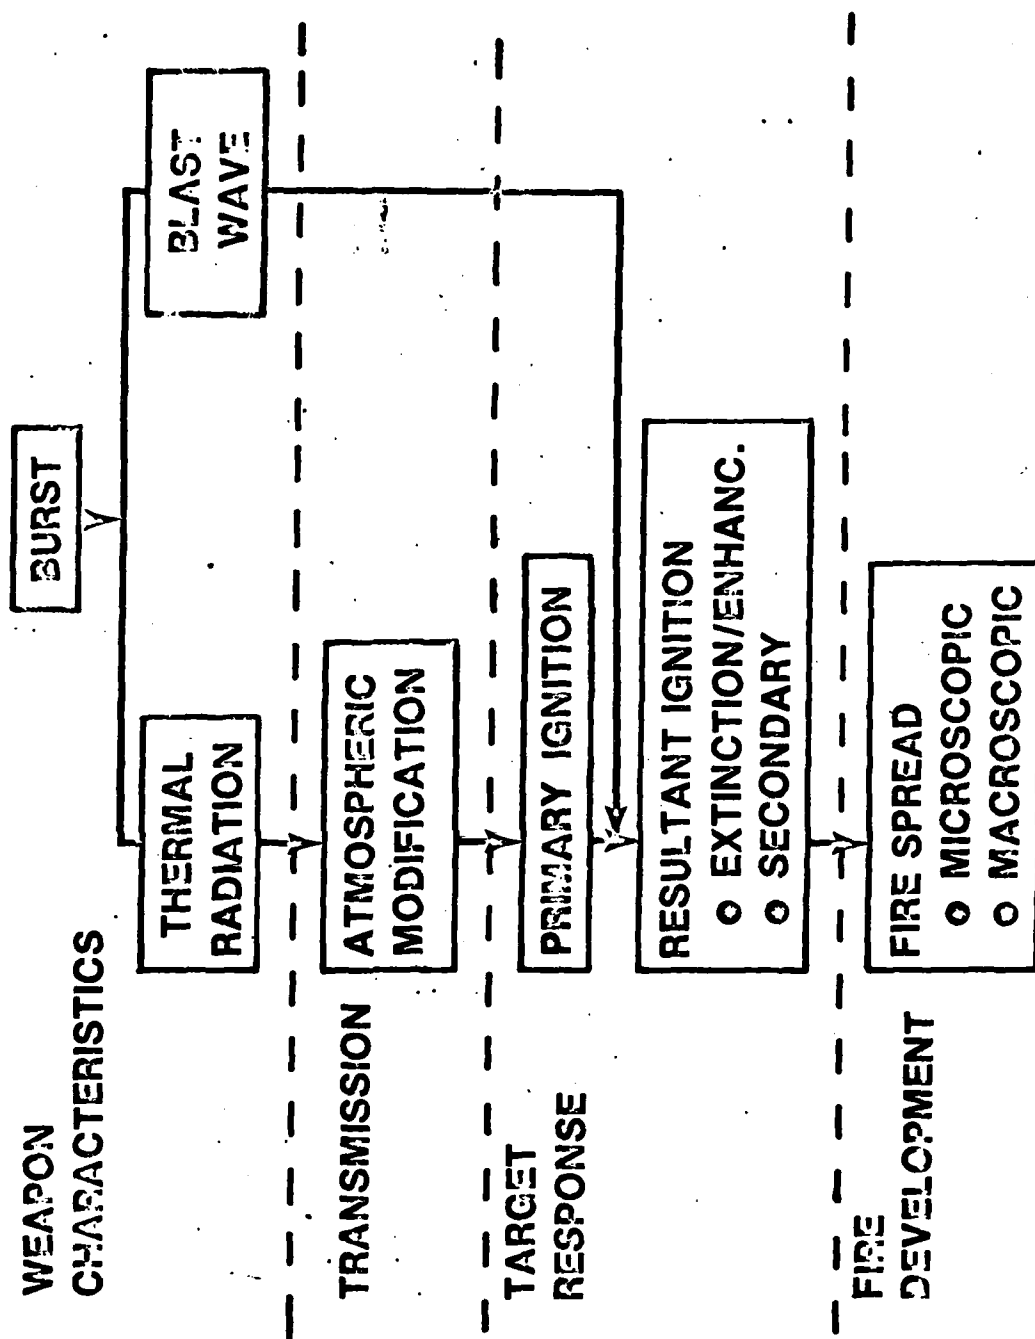 WEAPON
CHARACTERISTICS
BURST
THERMAL
RADIATION
BLAST
WAVE
TRANSMISSION
ATMOSPHERIC
MODIFICATION
TARGET
RESPONSE
PRIMARY IGNITION
RESULTANT IGNITION
EXTINCTION/ENHANC.
SECONDARY
FIRE
DEVELOPMENT
FIRE SPREAD
MICROSCOPIC
MACROSCOPIC